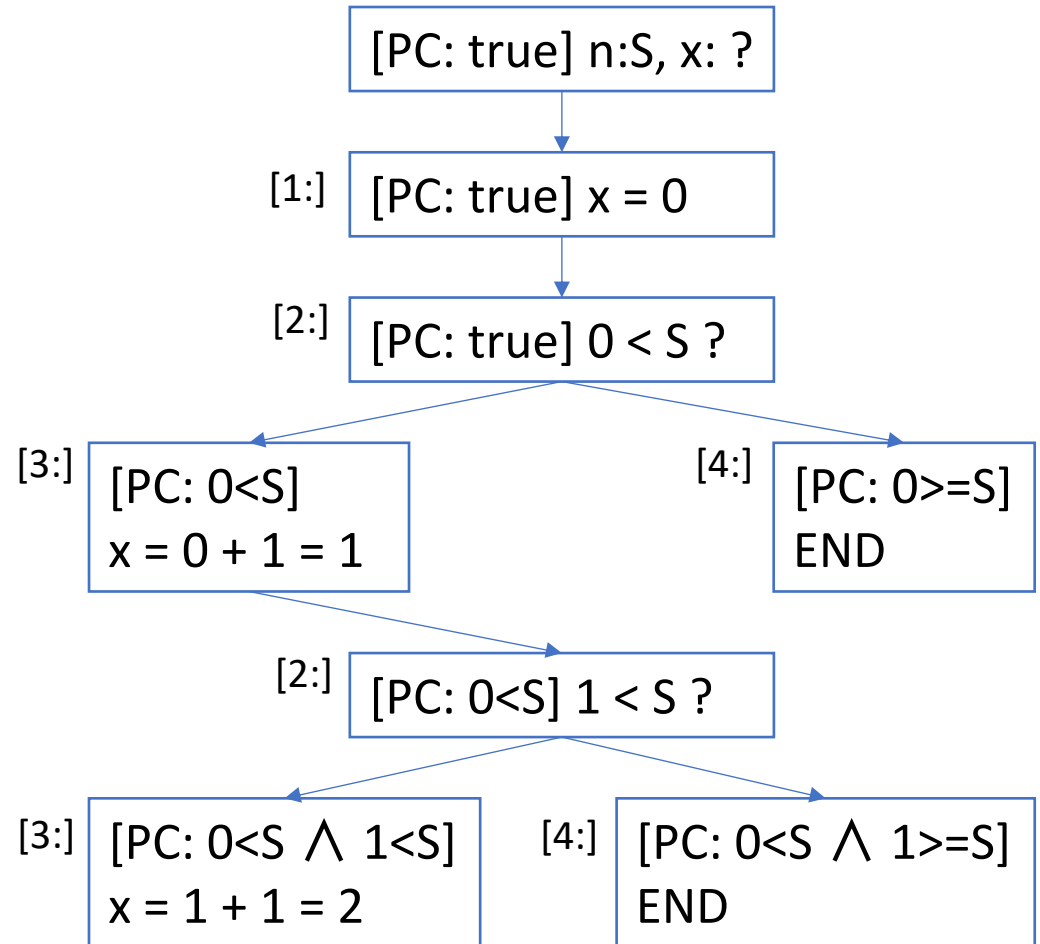 [PC: true] n:S, x: ?
[1:]
[PC: true] x = 0
[2:]
[PC: true] 0 < S ?
[3:]
[PC: 0<S]
x = 0 + 1 = 1
[4:]
[PC: 0>=S]
END
[2:]
[PC: 0<S] 1 < S ?
[3:]
[PC: 0<S ⋀ 1<S]
x = 1 + 1 = 2
[4:]
[PC: 0<S ⋀ 1>=S]
END